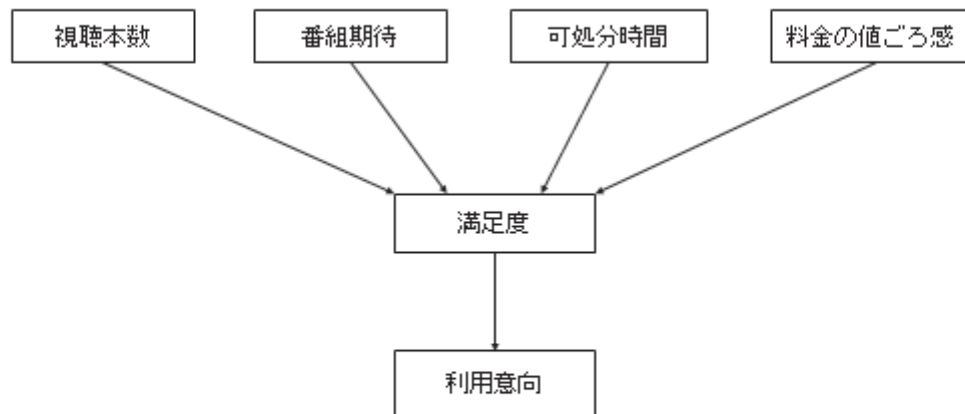 視聴本数
番組期待
可処分時間
料金の値ごろ感
満足度
利用意向